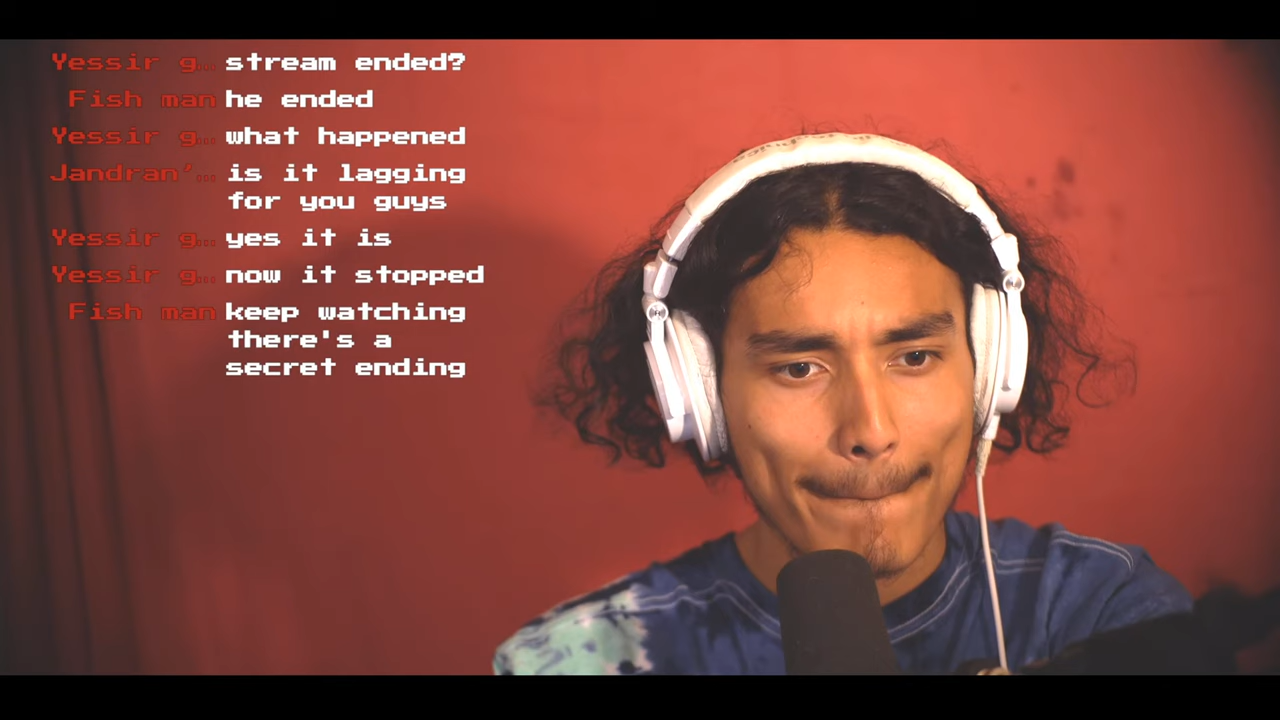 Yessir g... stream ended?
Fish man he ended
Yessir g... what happened
Jandran'... is it lagging
for you guys
Yessir g... yes it is
Yessir g... now it stopped
Fish man keep watching
there's a
secret ending